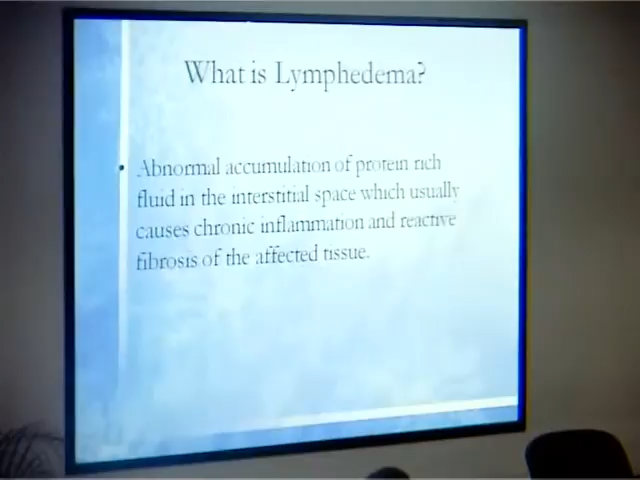 What is Lymphedema?
• Abnormal accumulation of protein rich
fluid in the interstitial space which usually
causes chronic inflammation and reactive
fibrosis of the affected tissue.